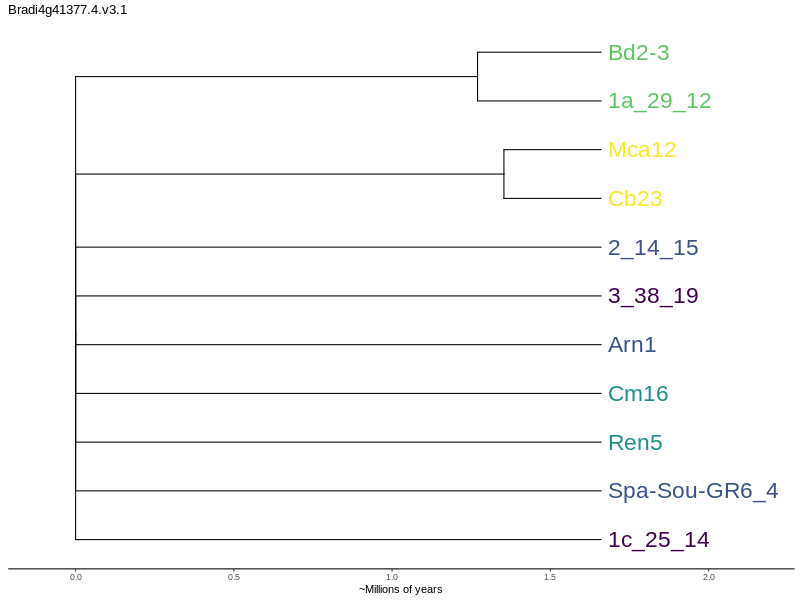 Bradi4g41377.4.v3.1
Bd2-3
1a_29_12
Mca12
Cb23
2_14_15
3_38_19
Arn1
Cm16
Ren5
Spa-Sou-GR6_4
1c_25_14
0.0 0.5 1.0 1.5 2.0
~Millions of years